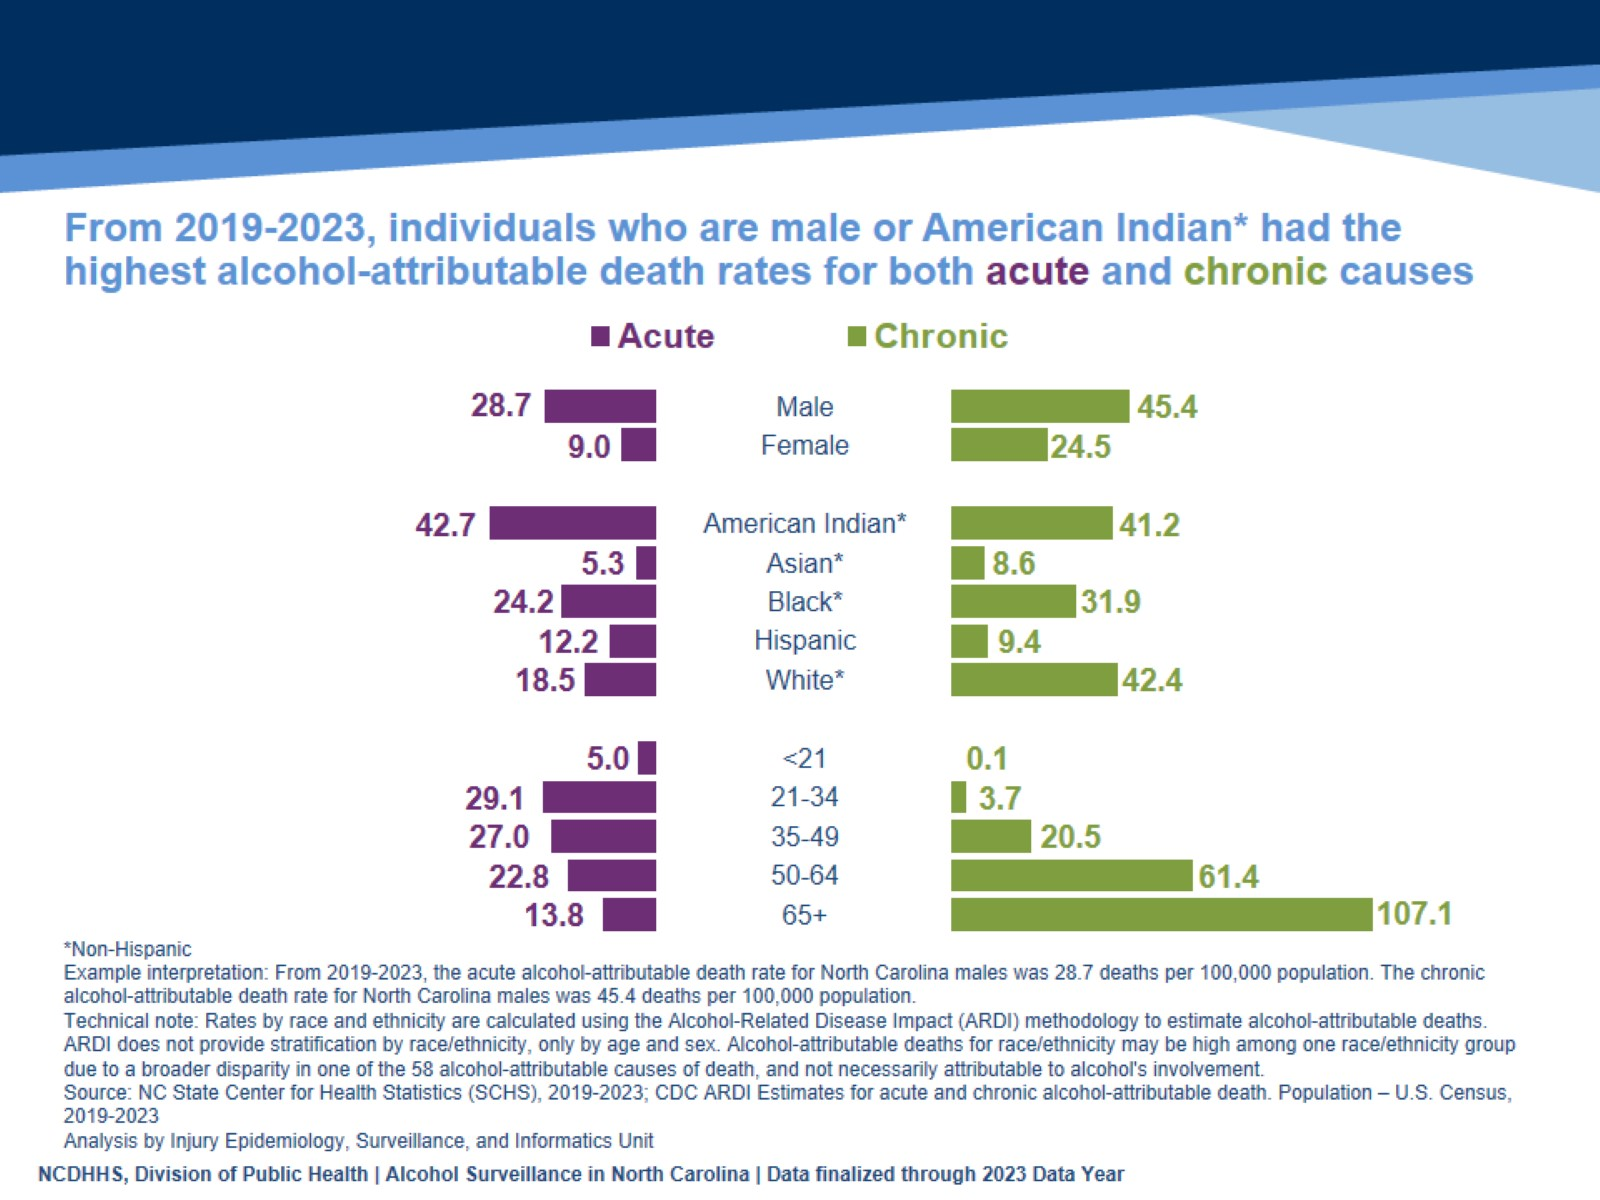 From 2019-2023, individuals who are male or American Indian* had the
highest alcohol-attributable death rates for both acute and chronic causes
Acute Chronic
28.7 Male 45.4
9.0 Female 24.5
42.7 American Indian* 41.2
5.3 Asian* 8.6
24.2 Black* 31.9
12.2 Hispanic 9.4
18.5 White* 42.4
5.0 <21 0.1
29.1 21-34 3.7
27.0 35-49 20.5
22.8 50-64 61.4
13.8 65+ 107.1
*Non-Hispanic
Example interpretation: From 2019-2023, the acute alcohol-attributable death rate for North Carolina males was 28.7 deaths per 100,000 population. The chronic
alcohol-attributable death rate for North Carolina males was 45.4 deaths per 100,000 population.
Technical note: Rates by race and ethnicity are calculated using the Alcohol-Related Disease Impact (ARDI) methodology to estimate alcohol-attributable deaths.
ARDI does not provide stratification by race/ethnicity, only by age and sex. Alcohol-attributable deaths for race/ethnicity may be high among one race/ethnicity group
due to a broader disparity in one of the 58 alcohol-attributable causes of death, and not necessarily attributable to alcohol's involvement.
Source: NC State Center for Health Statistics (SCHS), 2019-2023; CDC ARDI Estimates for acute and chronic alcohol-attributable death. Population – U.S. Census,
2019-2023
Analysis by Injury Epidemiology, Surveillance, and Informatics Unit
NCDHHS, Division of Public Health | Alcohol Surveillance in North Carolina | Data finalized through 2023 Data Year